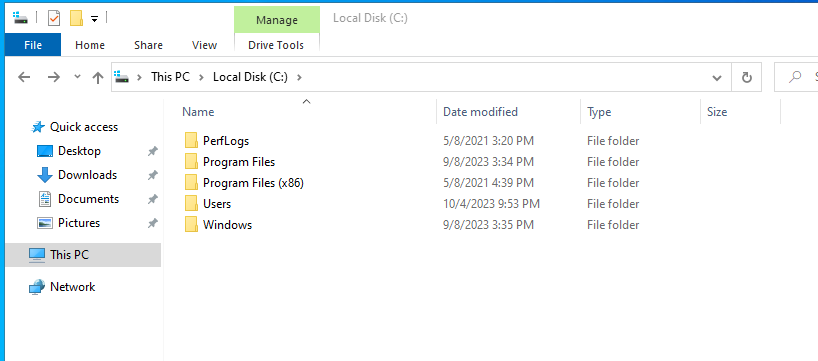 Manage Local Disk (C:)
File Home Share View Drive Tools
This PC > Local Disk (C:) >
Name Date modified Type Size
Quick access
Desktop
Downloads
Documents
Pictures
This PC
Network
PerfLogs 5/8/2021 3:20 PM File folder
Program Files 9/8/2023 3:34 PM File folder
Program Files (x86) 5/8/2021 4:39 PM File folder
Users 10/4/2023 9:53 PM File folder
Windows 9/8/2023 3:35 PM File folder